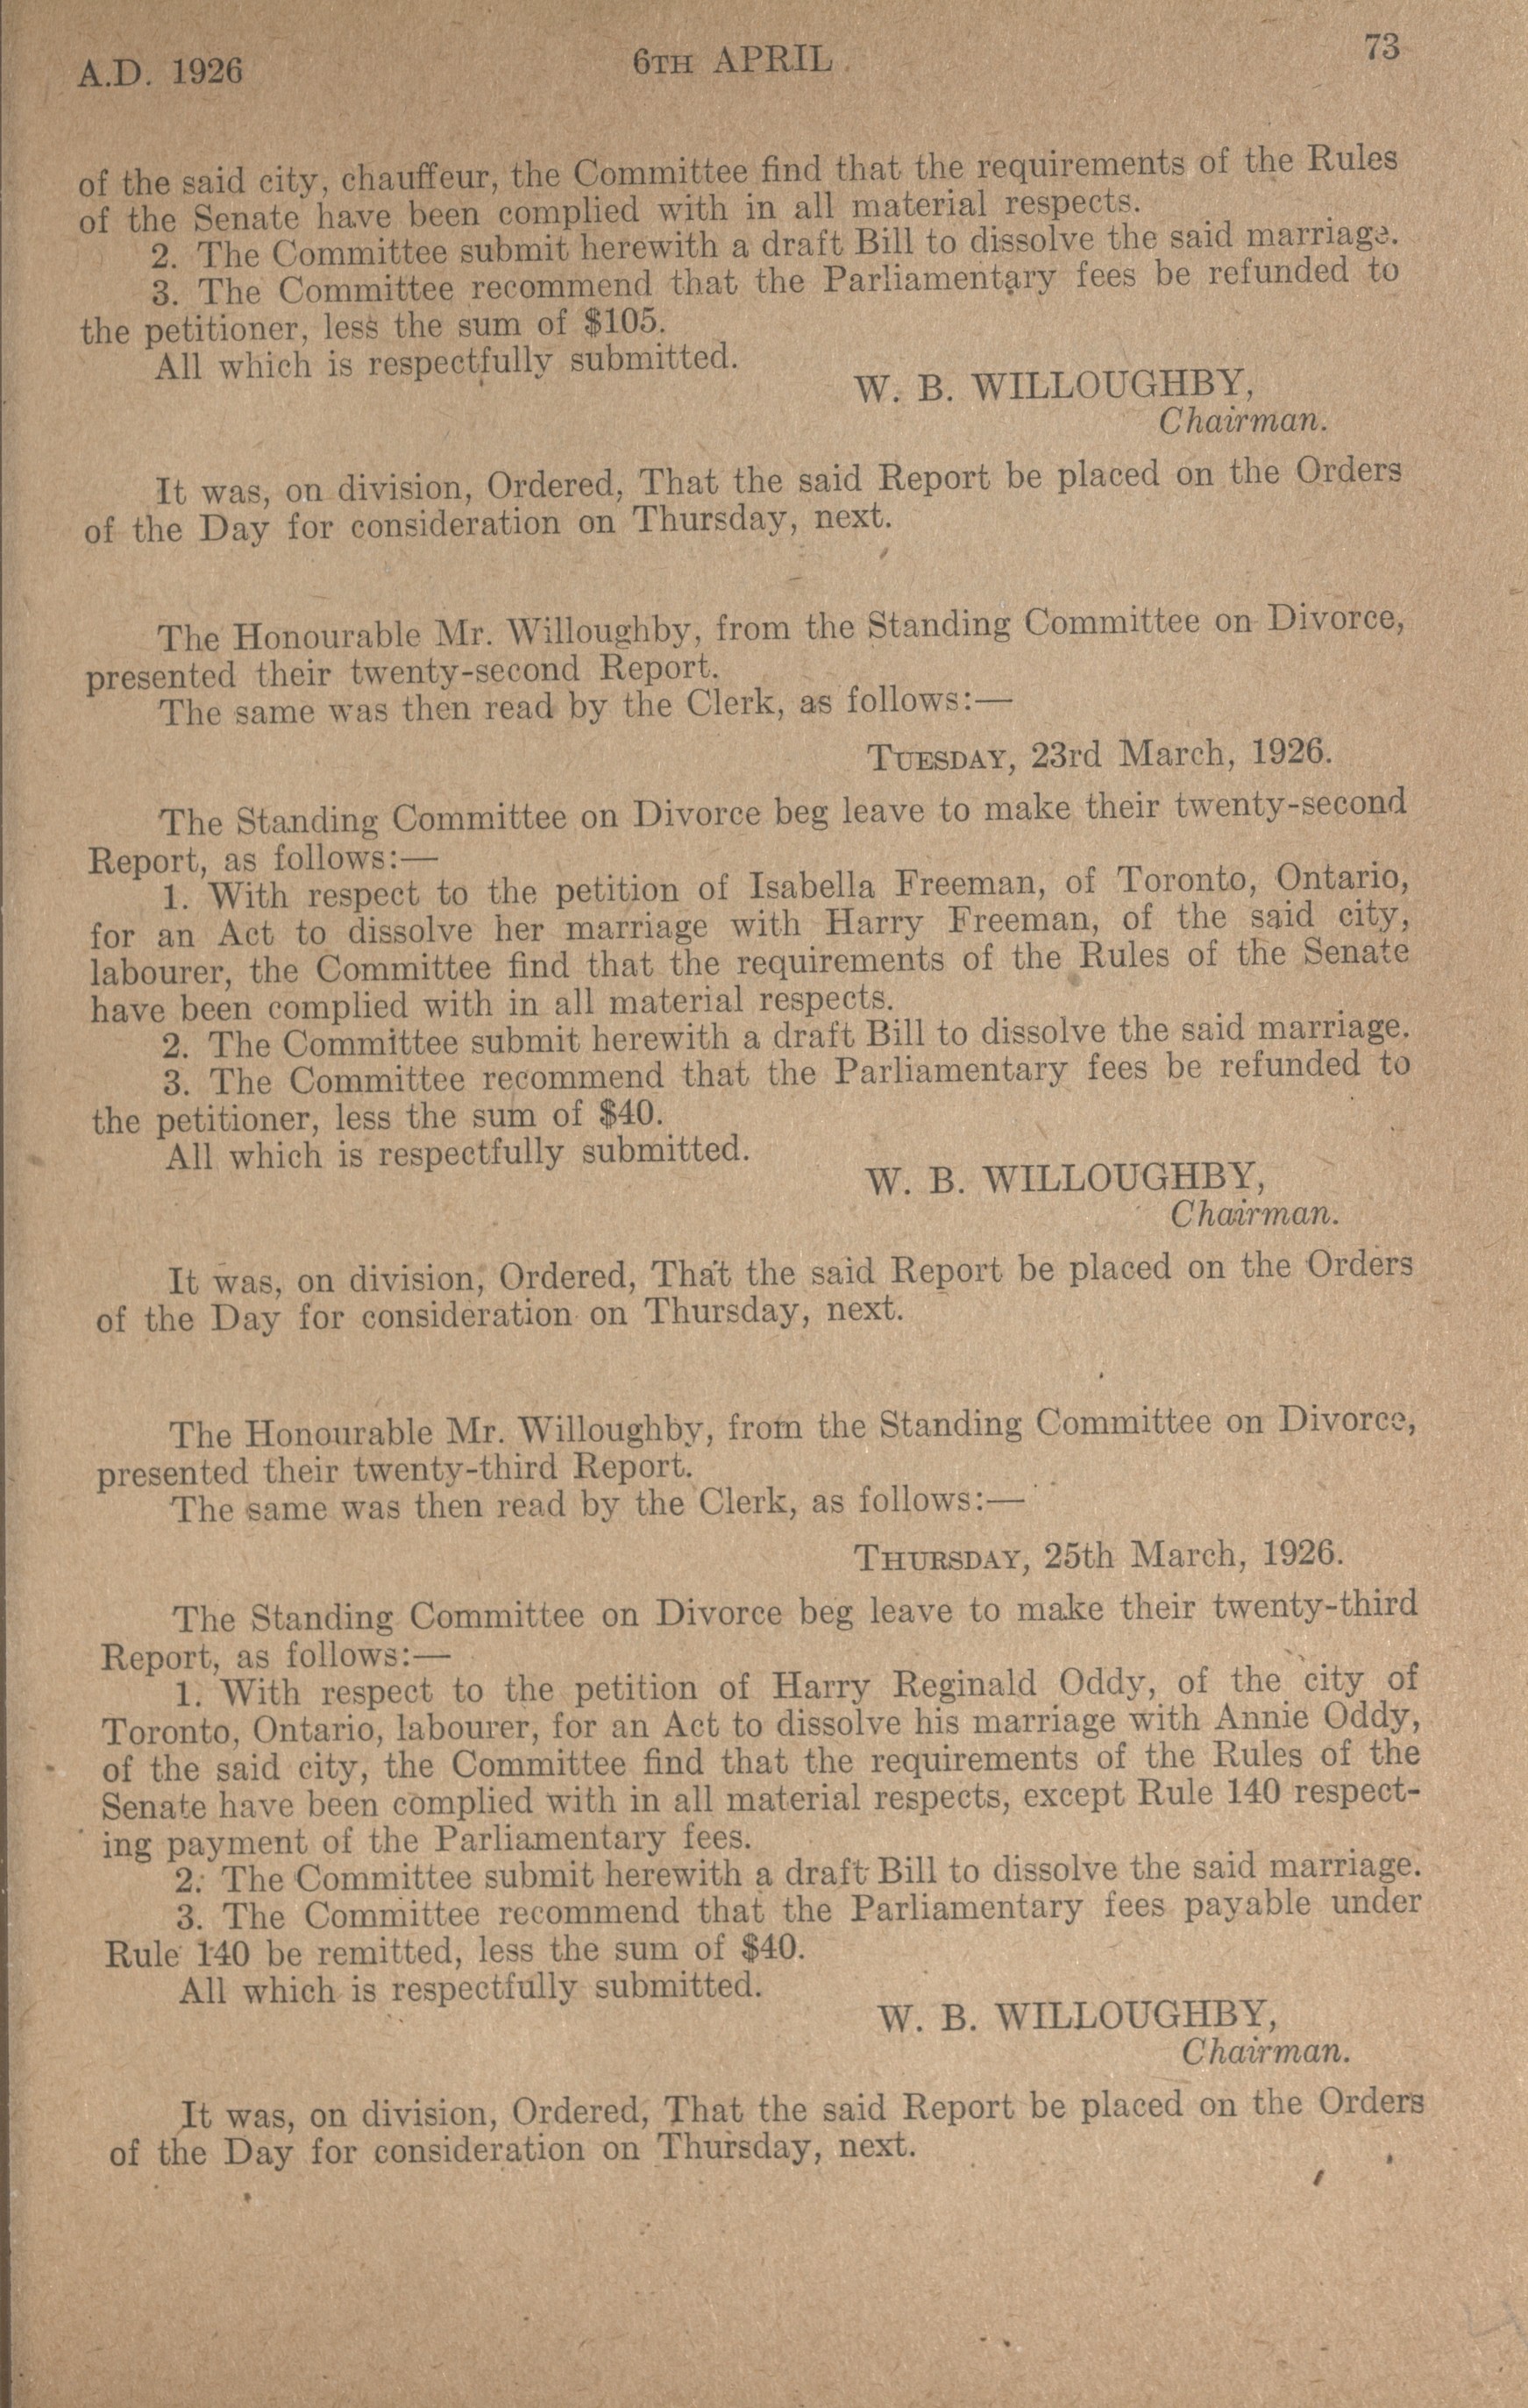 A.D. 1926 6TH APRIL 73
of the said city, chauffeur, the Committee find that the requirements of the Rules
of the Senate have been complied with in all material respects.
2. The Committee submit herewith a draft Bill to dissolve the said marriage.
3. The Committee recommend that the Parliamentary fees be refunded to
the petitioner, less the sum of $105.
All which is respectfully submitted.
W. B. WILLOUGHBY,
Chairman.
It was, on division, Ordered, That the said Report be placed on the Orders
of the Day for consideration on Thursday, next.
The Honourable Mr. Willoughby, from the Standing Committee on Divorce,
presented their twenty-second Report.
The same was then read by the Clerk, as follows:—
TUESDAY, 23rd March, 1926.
The Standing Committee on Divorce beg leave to make their twenty-second
Report, as follows:—
1. With respect to the petition of Isabella Freeman, of Toronto, Ontario,
for an Act to dissolve her marriage with Harry Freeman, of the said city,
labourer, the Committee find that the requirements of the Rules of the Senate
have been complied with in all material respects.
2. The Committee submit herewith a draft Bill to dissolve the said marriage.
3. The Committee recommend that the Parliamentary fees be refunded to
the petitioner, less the sum of $40.
All which is respectfully submitted.
W. B. WILLOUGHBY,
Chairman.
It was, on division, Ordered, That the said Report be placed on the Orders
of the Day for consideration on Thursday, next.
The Honourable Mr. Willoughby, from the Standing Committee on Divorce,
presented their twenty-third Report.
The same was then read by the Clerk, as follows:—
THURSDAY, 25th March, 1926.
The Standing Committee on Divorce beg leave to make their twenty-third
Report, as follows:—
1. With respect to the petition of Harry Reginald Oddy, of the city of
Toronto, Ontario, labourer, for an Act to dissolve his marriage with Annie Oddy,
of the said city, the Committee find that the requirements of the Rules of the
Senate have been complied with in all material respects, except Rule 140 respect-
ing payment of the Parliamentary fees.
2. The Committee submit herewith a draft Bill to dissolve the said marriage.
3. The Committee recommend that the Parliamentary fees payable under
Rule 140 be remitted, less the sum of $40.
All which is respectfully submitted.
W. B. WILLOUGHBY,
Chairman.
It was, on division, Ordered, That the said Report be placed on the Orders
of the Day for consideration on Thursday, next.